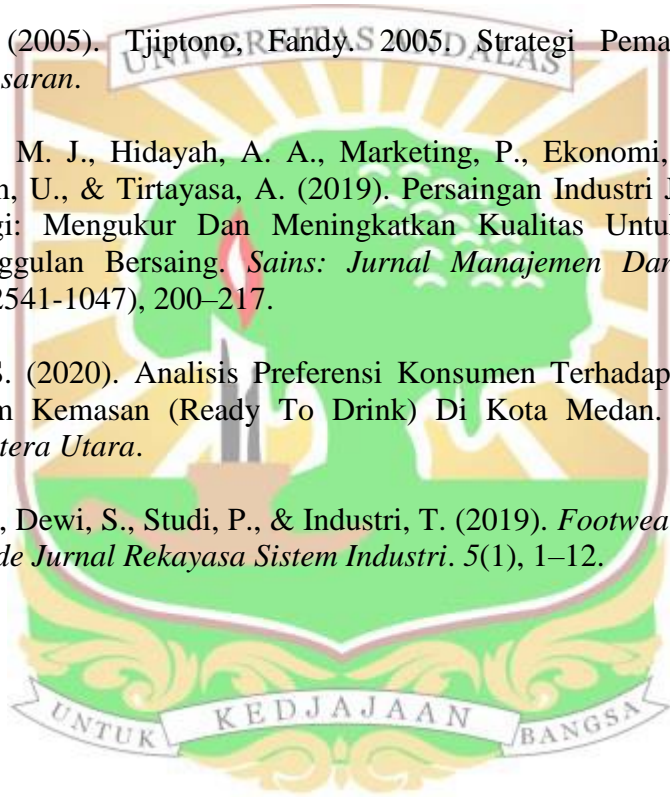 UNIVERSITAS ANDALAS
(2005). Tjiptono, Fandy. 2005. Strategi Pema
saran.
M. J., Hidayah, A. A., Marketing, P., Ekonomi,
n, U., & Tirtayasa, A. (2019). Persaingan Industri J
gi: Mengukur Dan Meningkatkan Kualitas Untu
ggulan Bersaing. Sains: Jurnal Manajemen Dan
2541-1047), 200–217.
S. (2020). Analisis Preferensi Konsumen Terhadap
m Kemasan (Ready To Drink) Di Kota Medan.
tera Utara.
, Dewi, S., Studi, P., & Industri, T. (2019). Footwea
de Jurnal Rekayasa Sistem Industri. 5(1), 1–12.
UNTUK KEDJAJAAN BANGSA